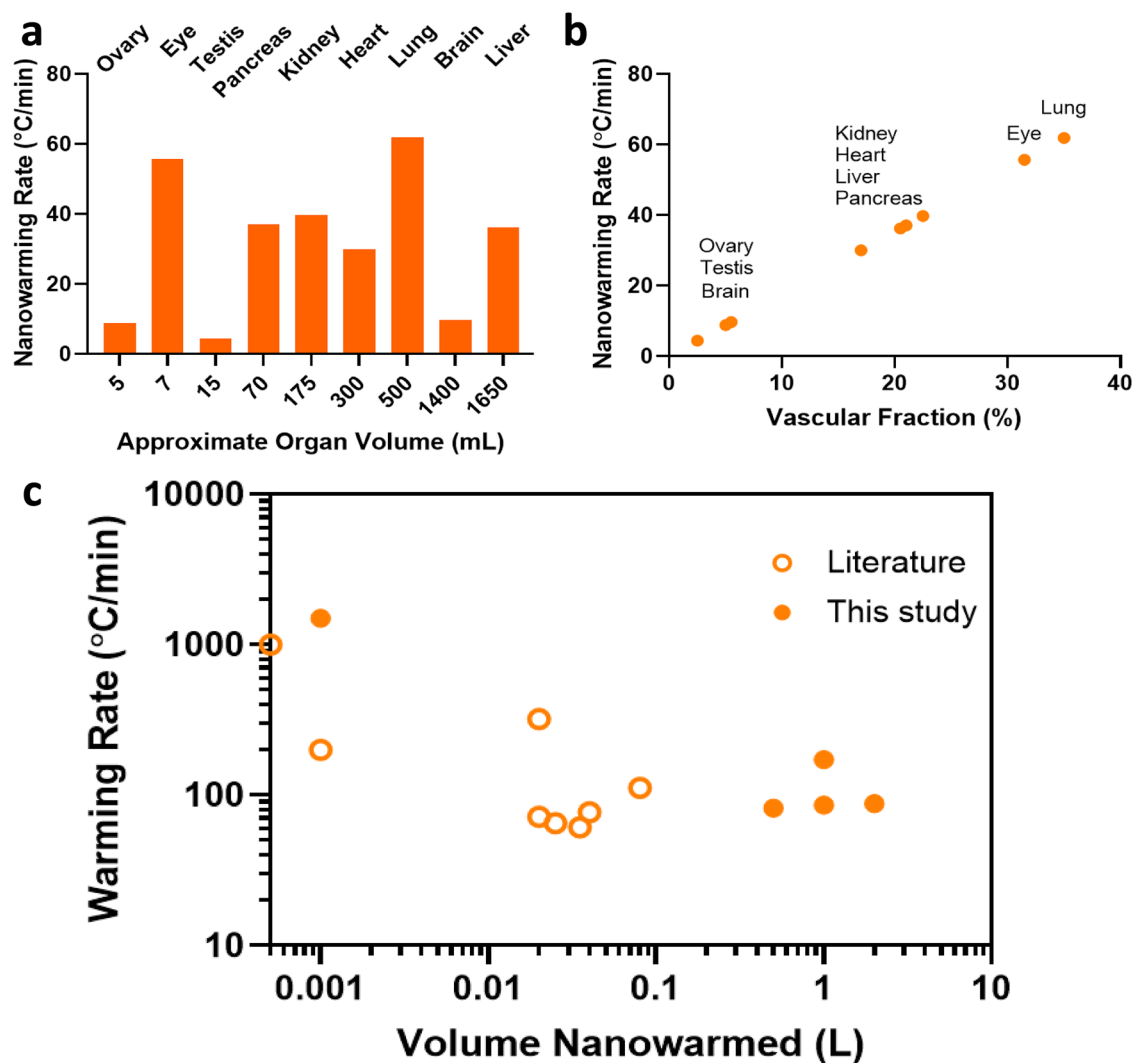 a
Ovary
Eye
Testis
Pancreas
Kidney
Heart
Lung
Brain
Liver
Nanowarming Rate (°C/min)
80
60
40
20
0
5
7
15
70
175
300
500
1400
1650
Approximate Organ Volume (mL)
b
Nanowarming Rate (°C/min)
80
60
40
20
0
Lung
Eye
Kidney
Heart
Liver
Pancreas
Ovary
Testis
Brain
0 10 20 30 40
Vascular Fraction (%)
c
Warming Rate (°C/min)
10000
1000
100
10
Literature
This study
0.001 0.01 0.1 1 10
Volume Nanowarmed (L)